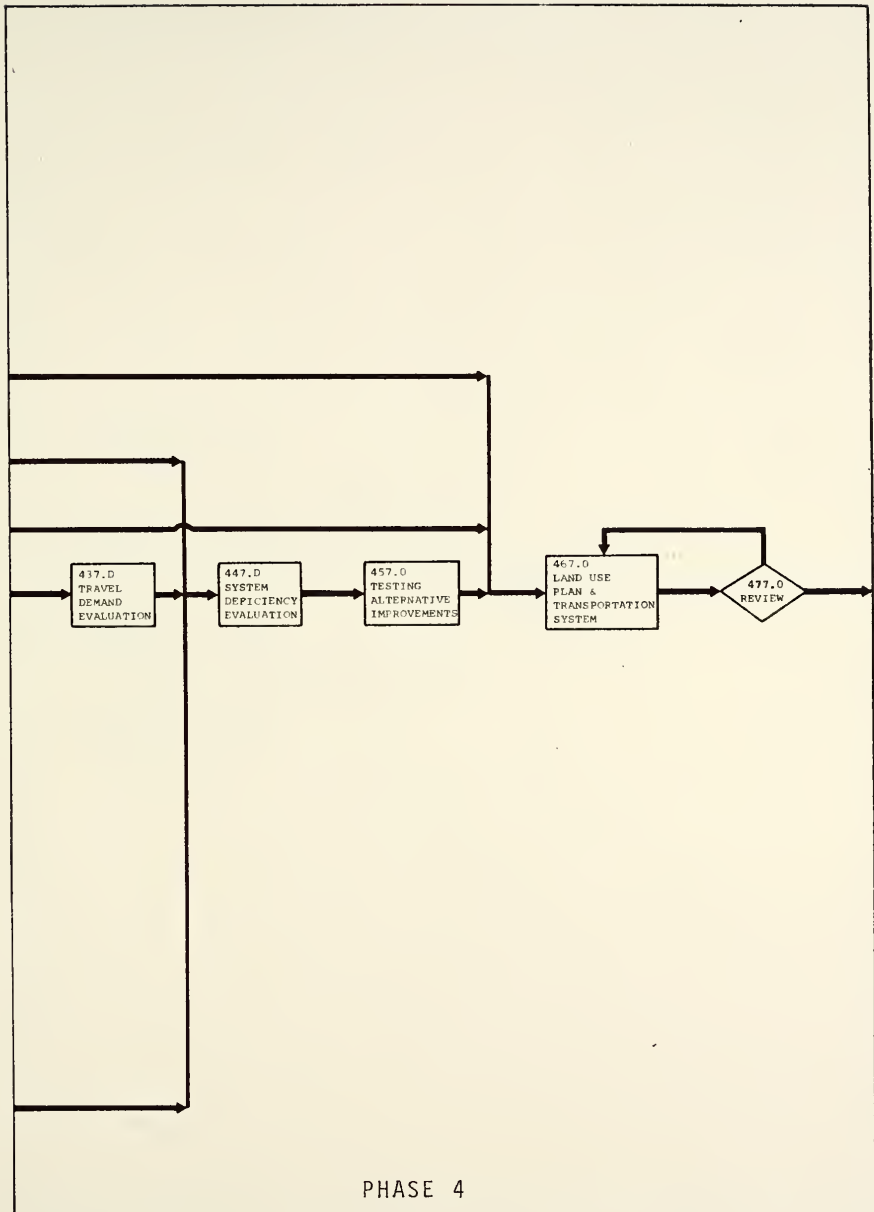 437.D
TRAVEL
DEMAND
EVALUATION
447.D
SYSTEM
DEPICIENCY
EVALUATION
457.0
TESTING
ALTERNATIVE
IMPROVEMENTS
467.0
LAND USE
PLAN &
TRANSPORTATION
SYSTEM
477.0
REVIEW
PHASE 4